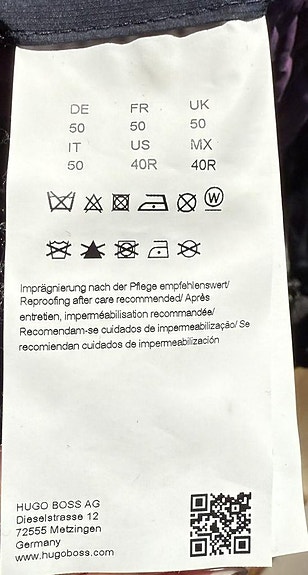 DE FR UK
50 50 50
IT US MX
50 40R 40R
W
Imprägnierung nach der Pflege empfehlenswert/
Reproofing after care recommended/ Après
entretien, imperméabilisation recommandée/
Recomendam-se cuidados de impermeabilização/ Se
recomiendan cuidados de impermeabilización
HUGO BOSS AG
Dieselstrasse 12
72555 Metzingen
Germany
www.hugoboss.com